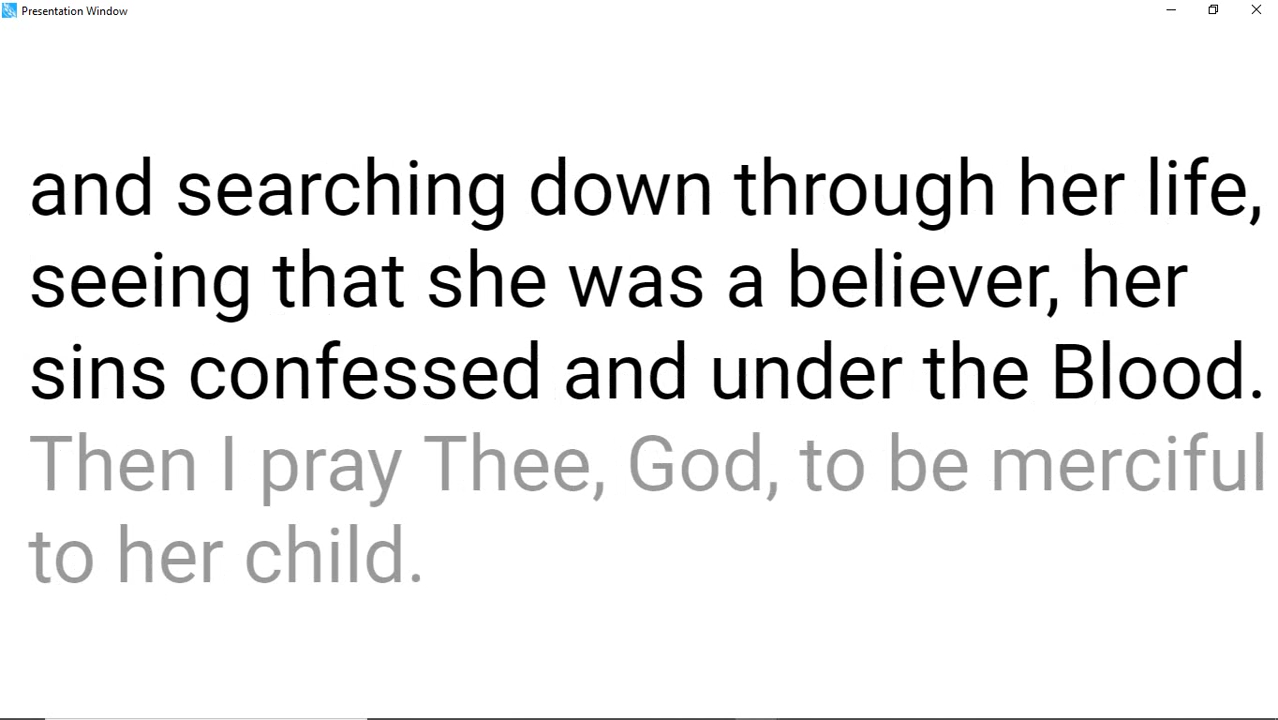 Presentation Window
and searching down through her life,
seeing that she was a believer, her
sins confessed and under the Blood.
Then I pray Thee, God, to be merciful
to her child.